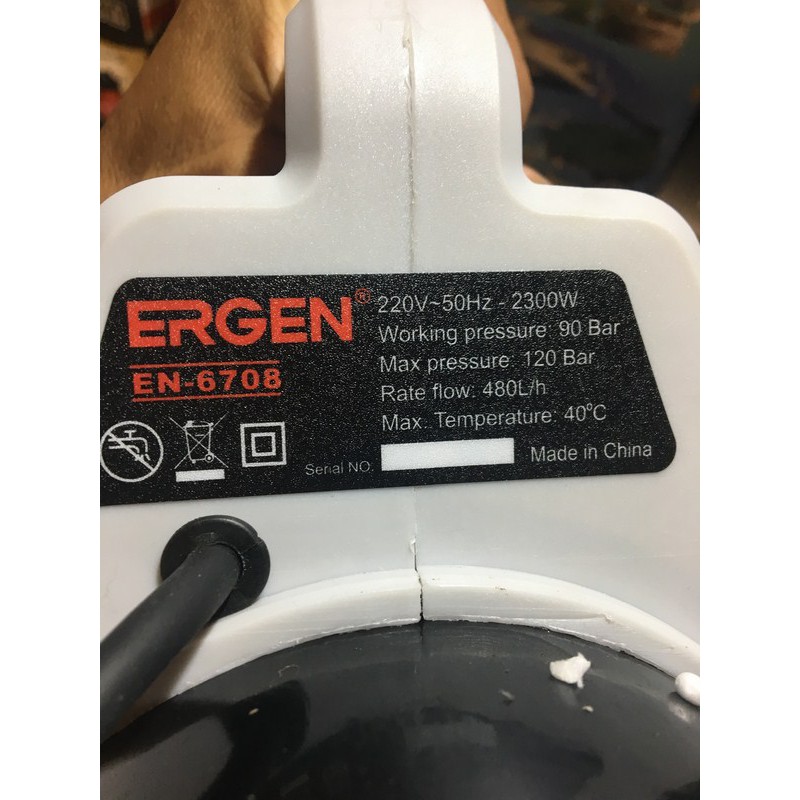 ERGEN®
EN-6708
220V~50Hz - 2300W
Working pressure: 90 Bar
Max pressure: 120 Bar
Rate flow: 480L/h
Max. Temperature: 40°C
Serial NO.
Made in China